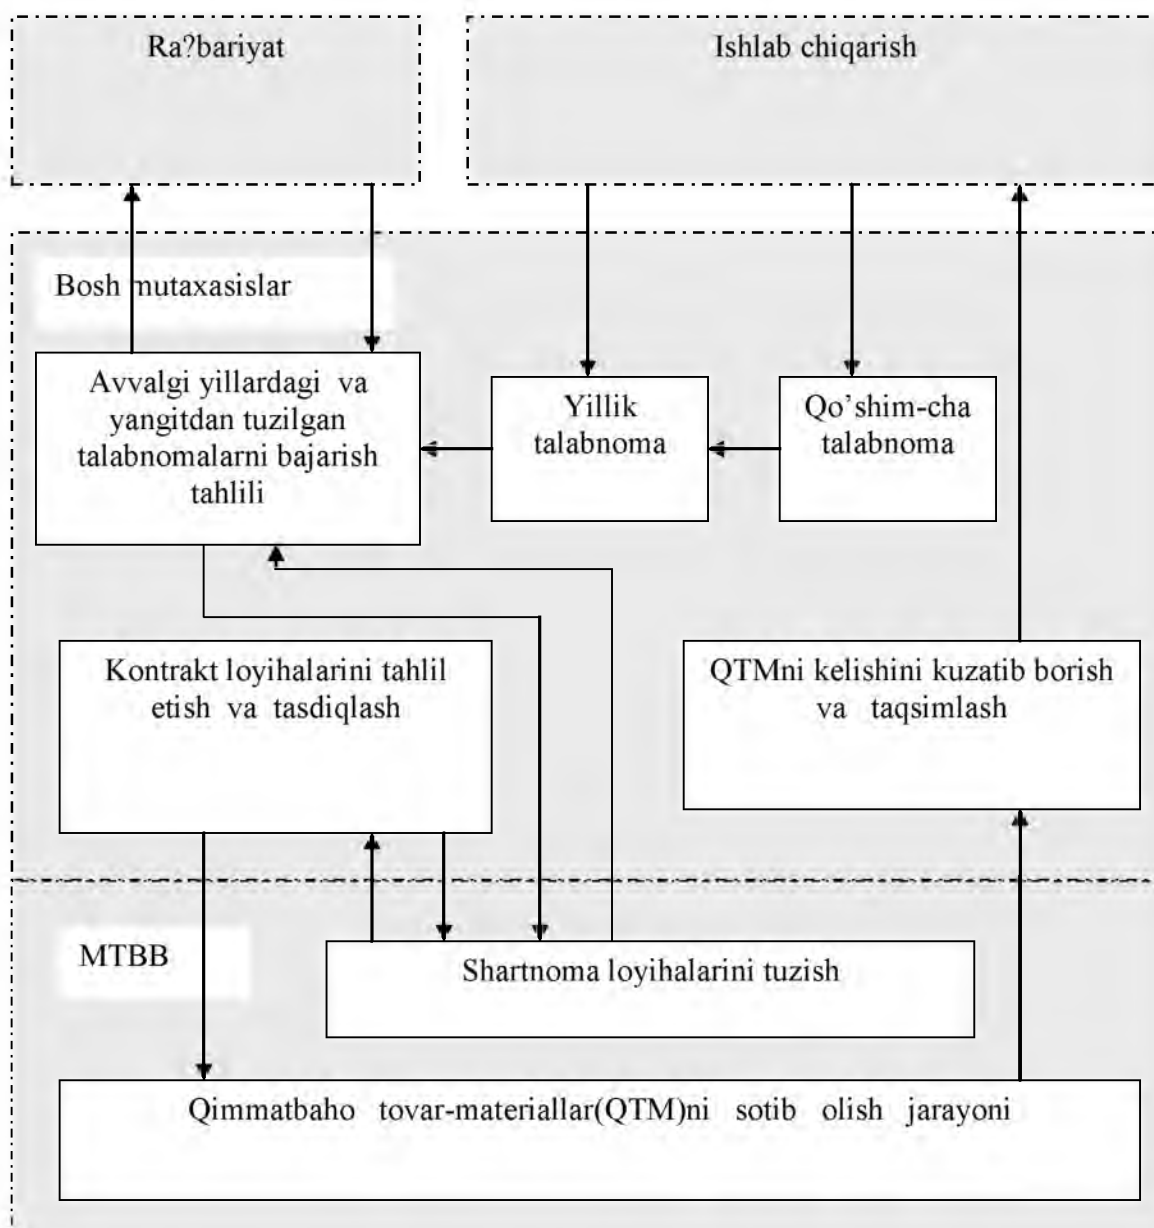 Ra?bariyat
Ishlab chiqarish
Bosh mutaxasislar
Avvalgi yillardagi va
yangitdan tuzilgan
talabnomalarni bajarish
tahlili
Yillik
talabnoma
Qo'shim-cha
talabnoma
Kontrakt loyihalarini tahlil
etish va tasdiqlash
QTMni kelishini kuzatib borish
va taqsimlash
MTBB
Shartnoma loyihalarini tuzish
Qimmatbaho tovar-materiallar(QTM)ni sotib olish jarayoni